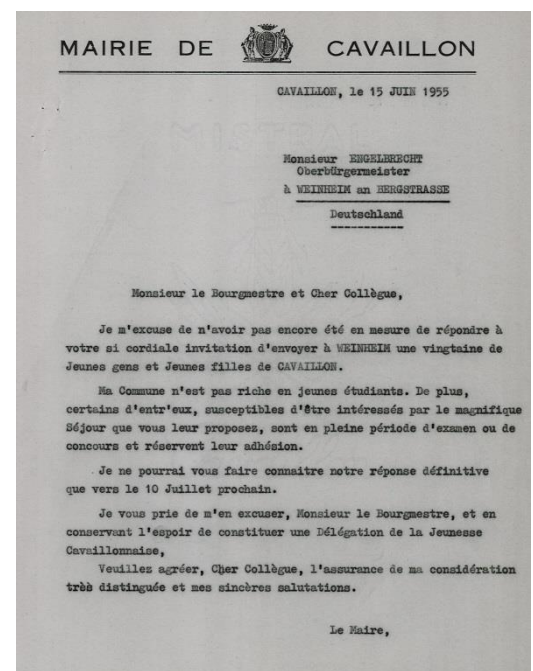 MAIRIE DE CAVAILLON
CAVAILLON, le 15 JUIN 1955
Monsieur ENGELBRECHT
Oberbürgermeister
à WEINHEIM an BERGSTRASSE
Deutschland
Monsieur le Bourgmestre et Cher Collègue,
Je m'excuse de n'avoir pas encore été en mesure de répondre à
votre si cordiale invitation d'envoyer à WEINHEIM une vingtaine de
Jeunes gens et Jeunes filles de CAVAILLON.
Ma Commune n'est pas riche en jeunes étudiants. De plus,
certains d'entr'eux, susceptibles d'être intéressés par le magnifique
Séjour que vous leur proposez, sont en pleine période d'examen ou de
concours et réservent leur adhésion.
Je ne pourrai vous faire connaitre notre réponse définitive
que vers le 10 Juillet prochain.
Je vous prie de m'en excuser, Monsieur le Bourgmestre, et en
conservant l'espoir de constituer une Délégation de la Jeunesse
Cavaillonnaise,
Veuillez agréer, Cher Collègue, l'assurance de ma considération
très distinguée et mes sincères salutations.
Le Maire,